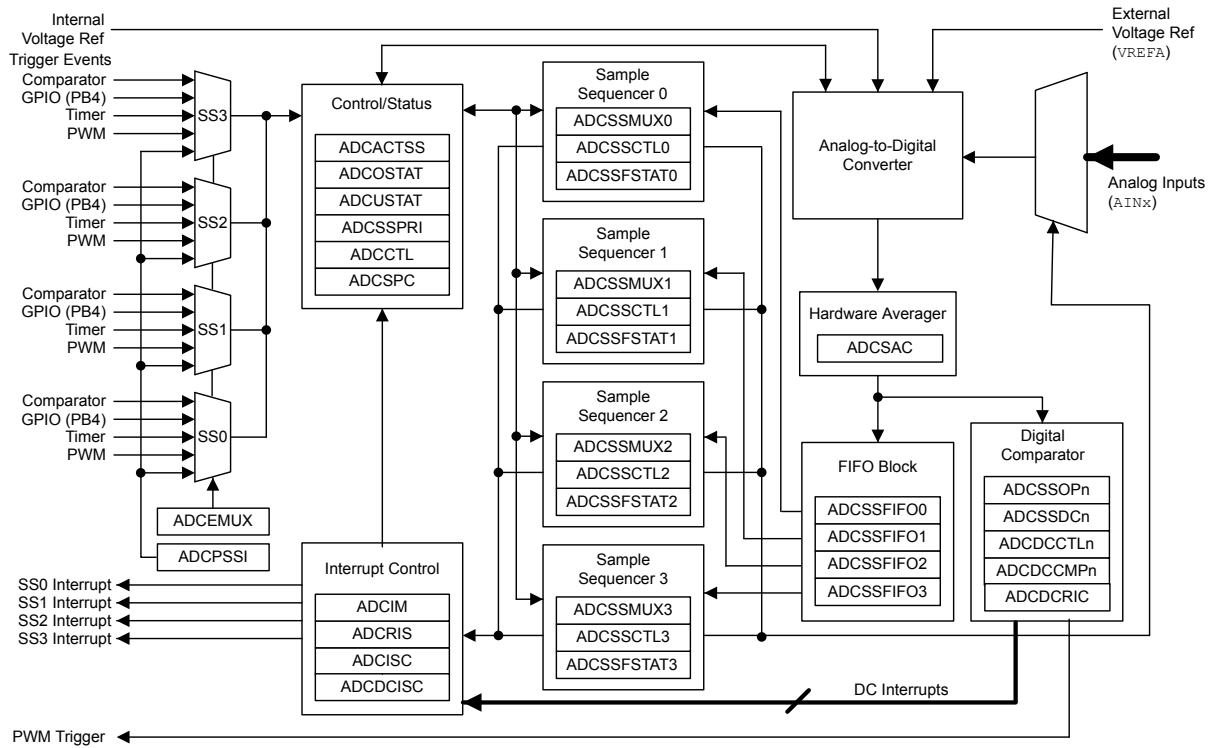 Internal
Voltage Ref
Trigger Events
Comparator
GPIO (PB4)
Timer
PWM
SS3
Comparator
GPIO (PB4)
Timer
PWM
SS2
Comparator
GPIO (PB4)
Timer
PWM
SS1
Comparator
GPIO (PB4)
Timer
PWM
SS0
ADCEMUX
ADCPSSI
SS0 Interrupt
SS1 Interrupt
SS2 Interrupt
SS3 Interrupt
PWM Trigger
Control/Status
ADCACTSS
ADCOSTAT
ADCUSTAT
ADCSSPRI
ADCCTL
ADCSPC
Interrupt Control
ADCIM
ADCRIS
ADCISC
ADCDCISC
Sample
Sequencer 0
ADCSSMUX0
ADCSSCTL0
ADCSSFSTAT0
Sample
Sequencer 1
ADCSSMUX1
ADCSSCTL1
ADCSSFSTAT1
Sample
Sequencer 2
ADCSSMUX2
ADCSSCTL2
ADCSSFSTAT2
Sample
Sequencer 3
ADCSSMUX3
ADCSSCTL3
ADCSSFSTAT3
External
Voltage Ref
(VREFA)
Analog-to-Digital
Converter
Analog Inputs
(AINx)
Hardware Averager
ADCSAC
FIFO Block
ADCSSFIFO0
ADCSSFIFO1
ADCSSFIFO2
ADCSSFIFO3
Digital
Comparator
ADCSSOPn
ADCSSDCn
ADCDCCTLn
ADCDCCMPn
ADCDCRIC
DC Interrupts